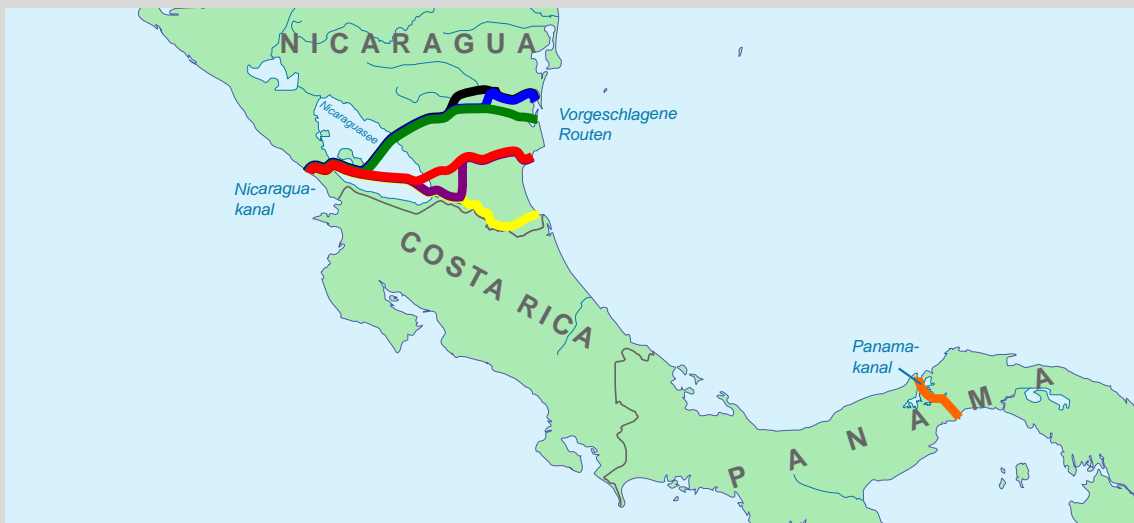 NICARAGUA
Nicaraguasee
Vorgeschlagene
Routen
Nicaragua-
kanal
COSTA RICA
Panama-
kanal
PANAMA